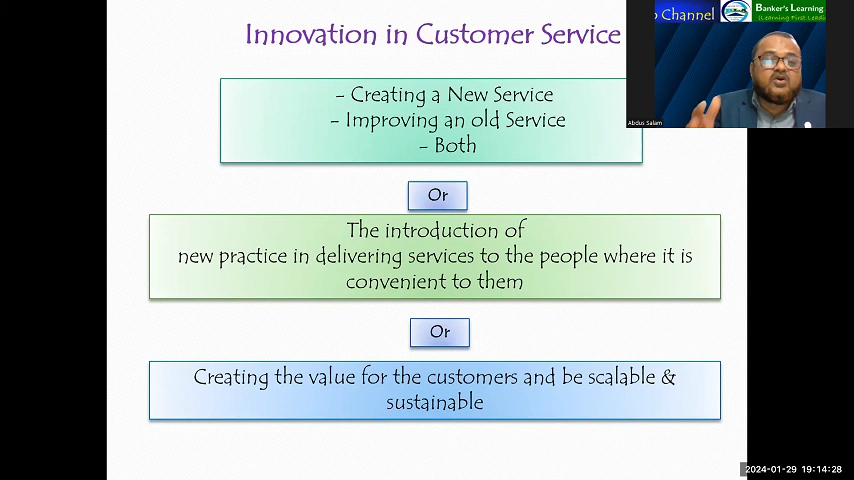 Innovation in Customer Service
Channel
Banker's Learning
(Learning First Leadi
Abdus Salam
- Creating a New Service
- Improving an old Service
- Both
Or
The introduction of
new practice in delivering services to the people where it is
convenient to them
Or
Creating the value for the customers and be scalable &
sustainable
2024-01-29 19:14:28